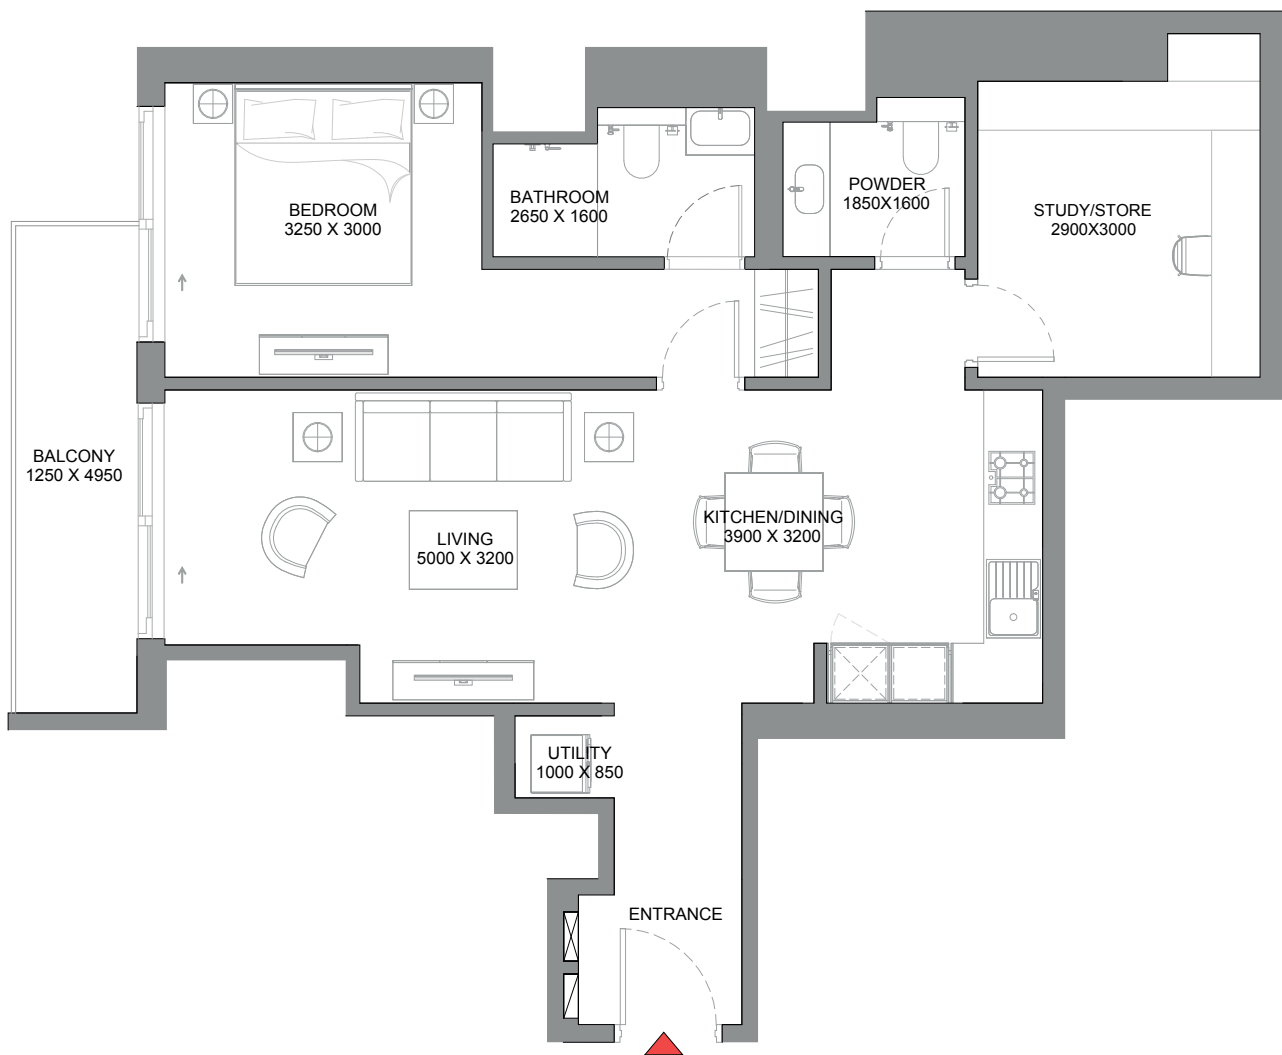 BEDROOM
3250 X 3000
BATHROOM
2650 X 1600
POWDER
1850X1600
STUDY/STORE
2900X3000
BALCONY
1250 X 4950
LIVING
5000 X 3200
KITCHEN/DINING
3900 X 3200
UTILITY
1000 X 850
ENTRANCE